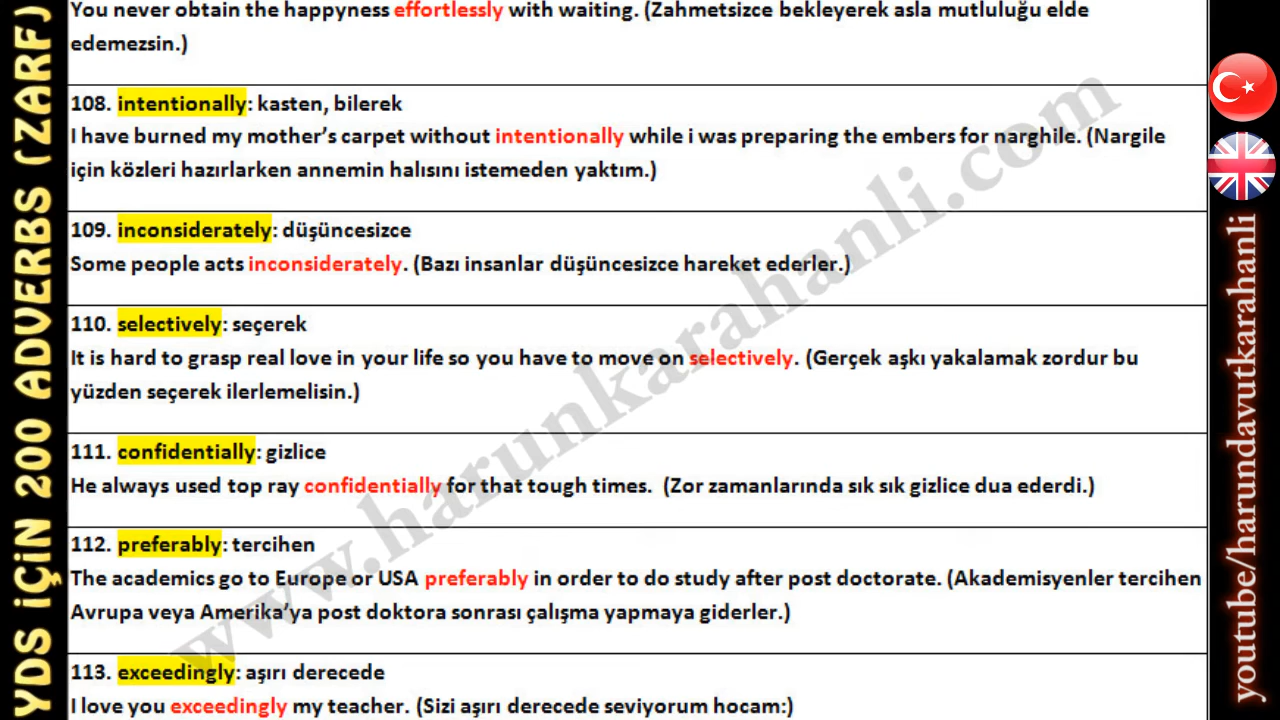 YDS İÇİN 200 ADVERBS (ZARF)
You never obtain the happyness effortlessly with waiting. (Zahmetsizce bekleyerek asla mutluluğu elde
edemezsin.)
108. intentionally: kasten, bilerek
I have burned my mother’s carpet without intentionally while i was preparing the embers for narghile. (Nargile
için közleri hazırlarken annemin halısını istemeden yaktım.)
109. inconsiderately: düşüncesizce
Some people acts inconsiderately. (Bazı insanlar düşüncesizce hareket ederler.)
110. selectively: seçerek
It is hard to grasp real love in your life so you have to move on selectively. (Gerçek aşkı yakalamak zordur bu
yüzden seçerek ilerlemelisin.)
111. confidentially: gizlice
He always used top ray confidentially for that tough times.  (Zor zamanlarında sık sık gizlice dua ederdi.)
112. preferably: tercihen
The academics go to Europe or USA preferably in order to do study after post doctorate. (Akademisyenler tercihen
Avrupa veya Amerika’ya post doktora sonrası çalışma yapmaya giderler.)
113. exceedingly: aşırı derecede
I love you exceedingly my teacher. (Sizi aşırı derecede seviyorum hocam:)
www.harunkarahanli.com
youtube/harundavutkarahanli